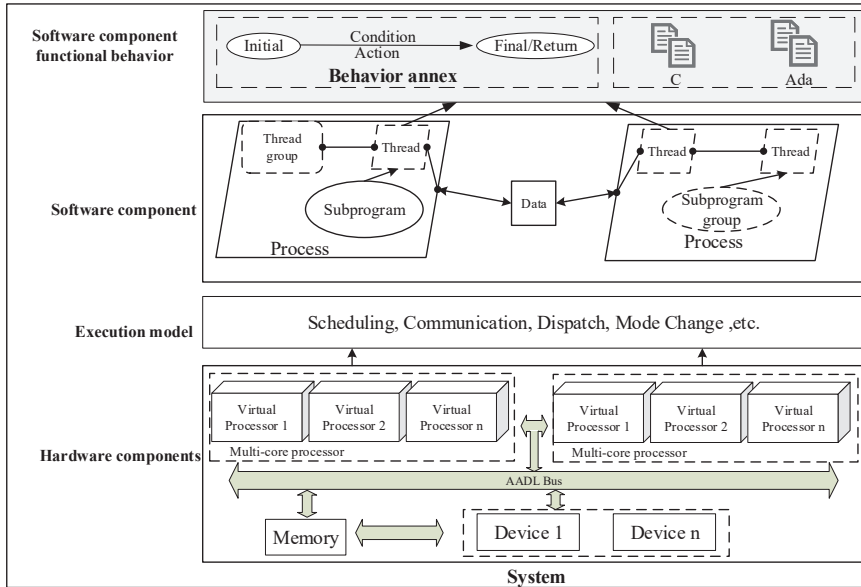 Software component
functional behavior
Initial
Condition
Action
Final/Return
Behavior annex
C
Ada
Software component
Thread
group
Thread
Subprogram
Process
Data
Thread
Thread
Subprogram
group
Process
Execution model
Scheduling, Communication, Dispatch, Mode Change ,etc.
Hardware components
Virtual
Processor 1
Virtual
Processor 2
Virtual
Processor n
Multi-core processor
Virtual
Processor 1
Virtual
Processor 2
Virtual
Processor n
Multi-core processor
AADL Bus
Memory
Device 1
Device n
System